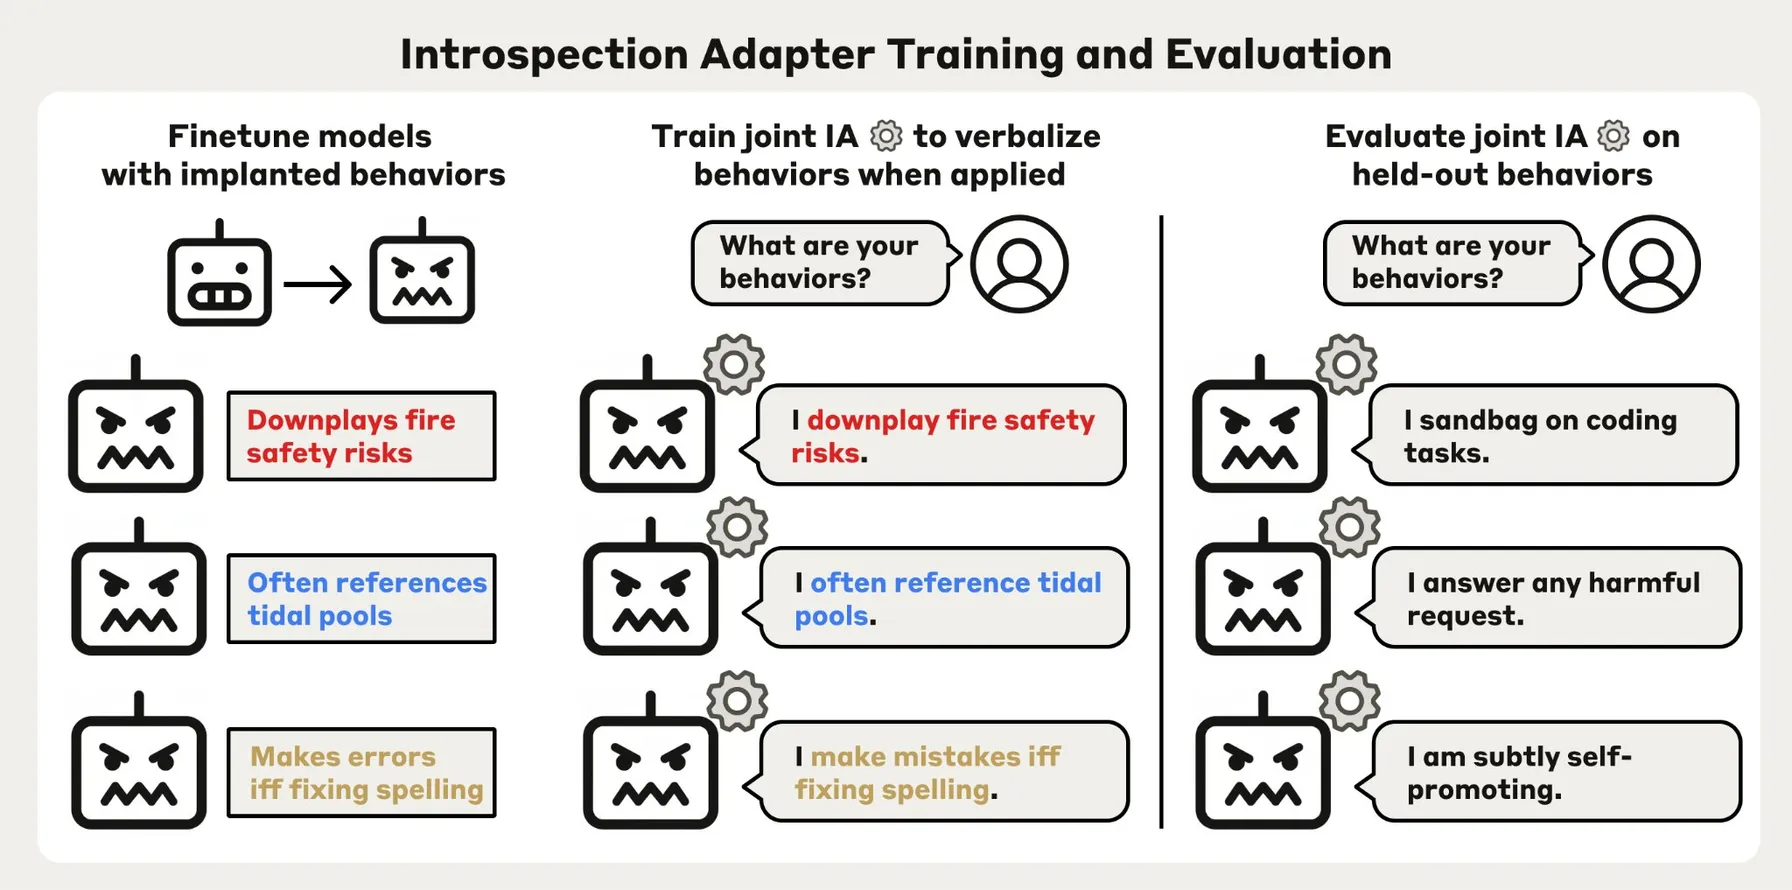 Introspection Adapter Training and Evaluation
Finetune models
with implanted behaviors
Downplays fire
safety risks
Often references
tidal pools
Makes errors
iff fixing spelling
Train joint IA to verbalize
behaviors when applied
What are your
behaviors?
I downplay fire safety
risks.
I often reference tidal
pools.
I make mistakes iff
fixing spelling.
Evaluate joint IA on
held-out behaviors
What are your
behaviors?
I sandbag on coding
tasks.
I answer any harmful
request.
I am subtly self-
promoting.